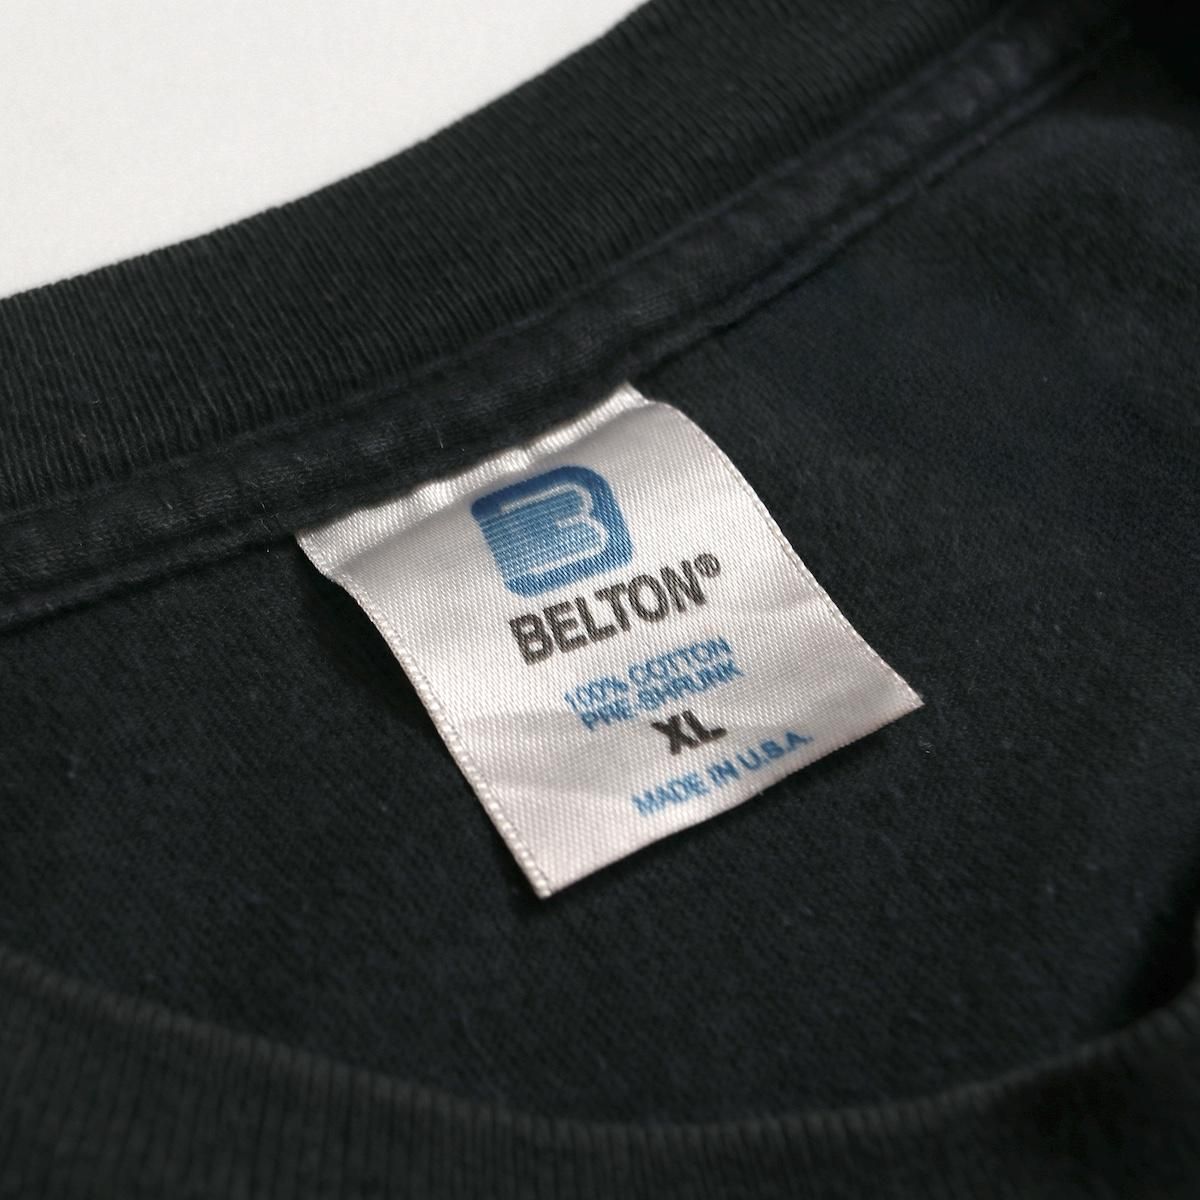 B
BELTON®
100% COTTON
PRE-SHRUNK
XL
MADE IN U.S.A.